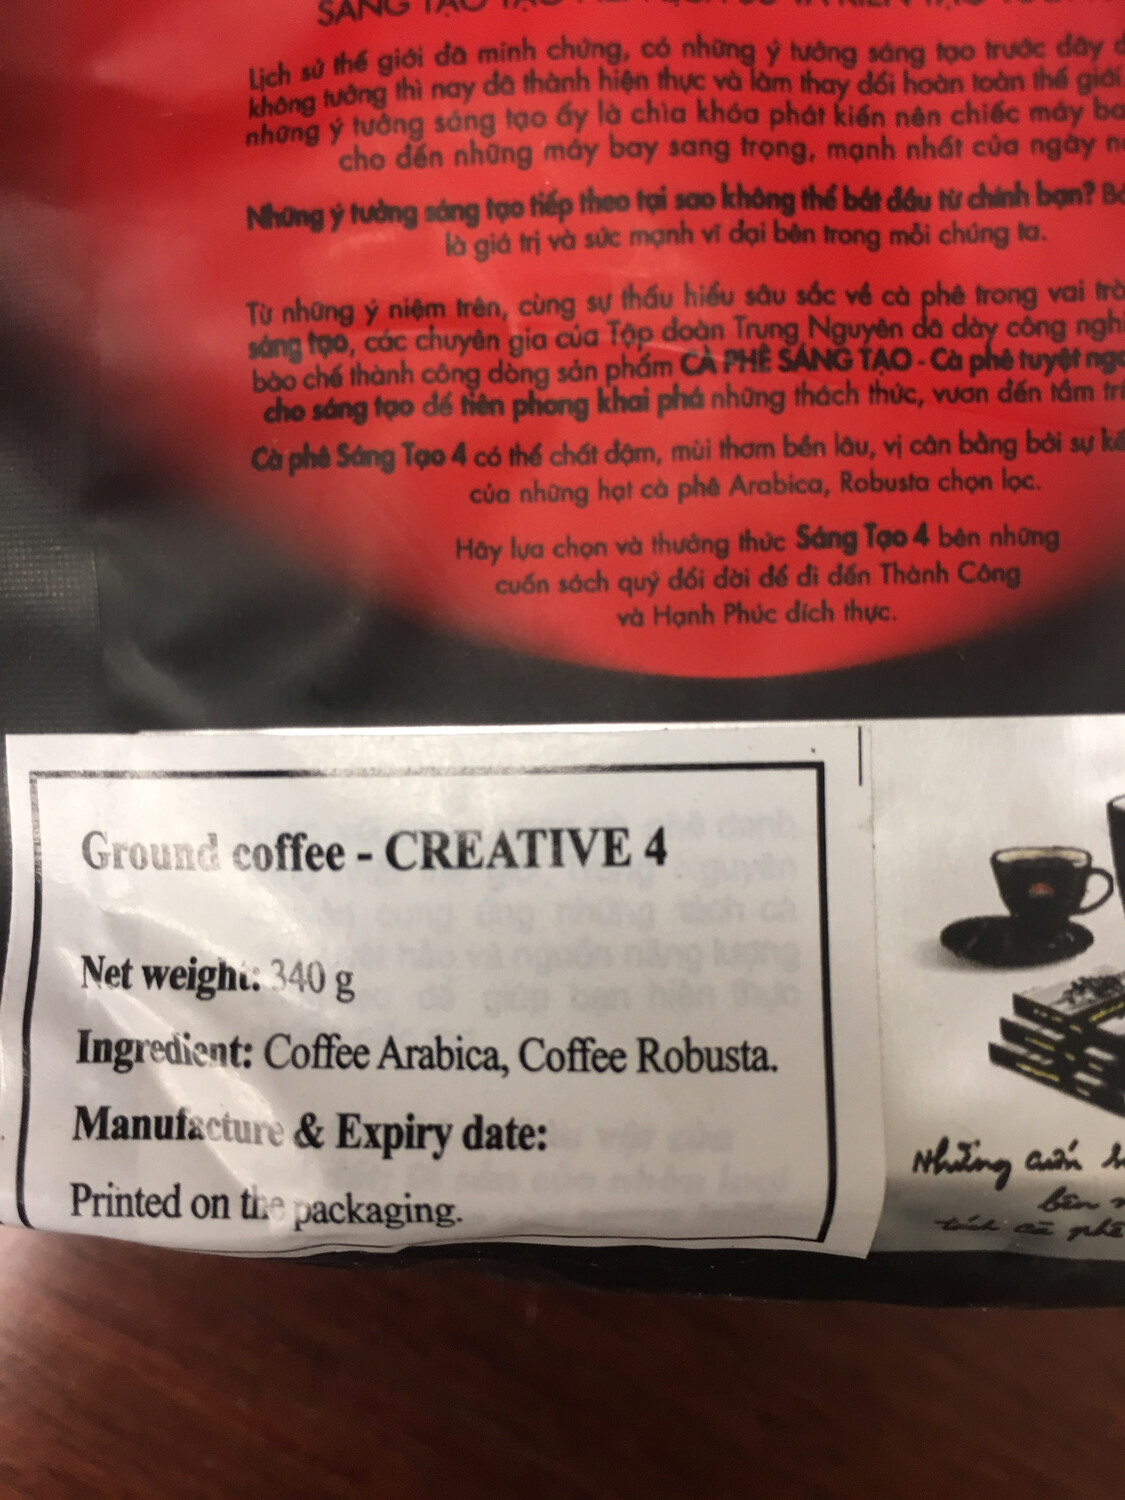 SÁNG TẠO
Lịch sử thế giới đã minh chứng, có những ý tưởng sáng tạo trước đây
không tưởng thì nay đã thành hiện thực và làm thay đổi hoàn toàn thế giới
những ý tưởng sáng tạo ấy là chìa khóa phát kiến nên chiếc máy
cho đến những máy bay sang trọng, mạnh nhất của ngày
Những ý tưởng sáng tạo tiếp theo tại sao không thể bắt đầu từ chính bạn?
là giá trị và sức mạnh vĩ đại bên trong mỗi chúng ta.
Từ những ý niệm trên, cùng sự thấu hiểu sâu sắc về cà phê trong vai trò
sáng tạo, các chuyên gia của Tập đoàn Trung Nguyên đã dày công
bào chế thành công dòng sản phẩm CÀ PHÊ SÁNG TẠO - Cà phê tuyệt
cho sáng tạo để tiên phong khai phá những thách thức, vươn đến tầm
Cà phê Sáng Tạo 4 có thể chất đậm, mùi thơm bền lâu, vị cân bằng bởi sự
của những hạt cà phê Arabica, Robusta chọn lọc.
Hãy lựa chọn và thưởng thức Sáng Tạo 4 bên những
cuốn sách quý đổi đời để đi đến Thành Công
và Hạnh Phúc đích thực.
Ground coffee - CREATIVE 4
Net weight: 340 g
Ingredient: Coffee Arabica, Coffee Robusta.
Manufacture & Expiry date:
Printed on the packaging.
Những cuốn
bên
tách cà phê